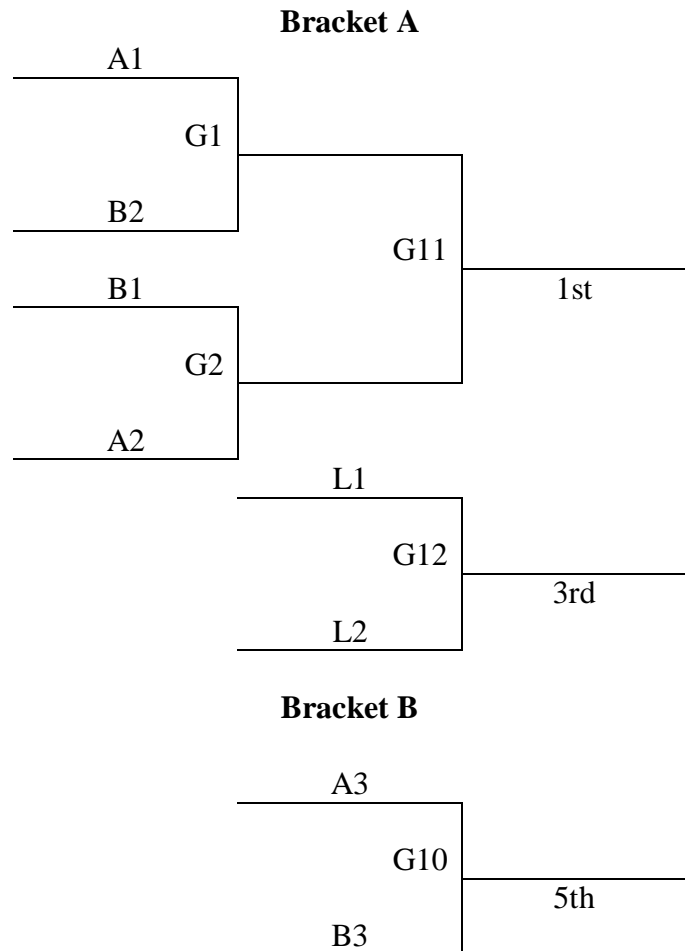 Bracket A
A1
G1
B2
G11
B1
1st
G2
A2
L1
G12
3rd
L2
Bracket B
A3
G10
5th
B3